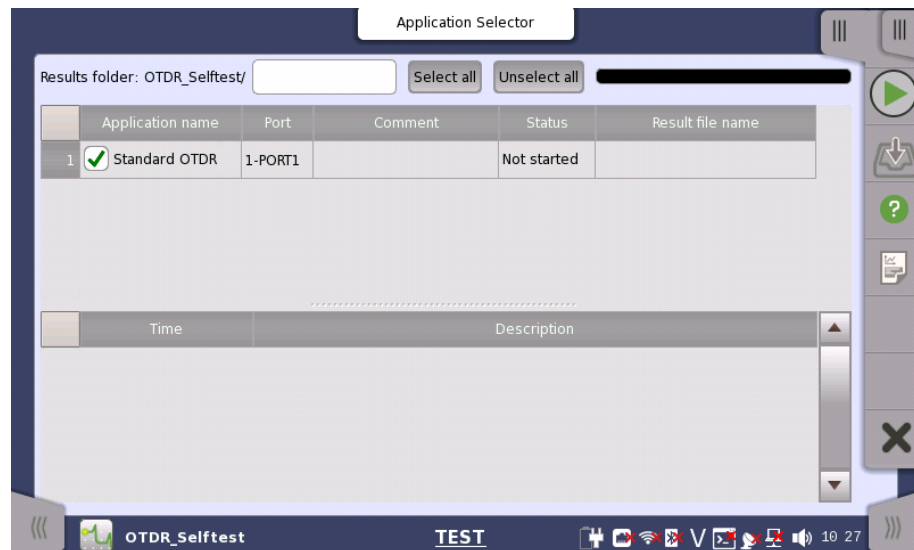 Application Selector
Results folder: OTDR_Selftest/ Select all Unselect all
Application name Port Comment Status Result file name
1 Standard OTDR 1-PORT1 Not started
?
Time Description
OTDR_Selftest TEST V 10 27